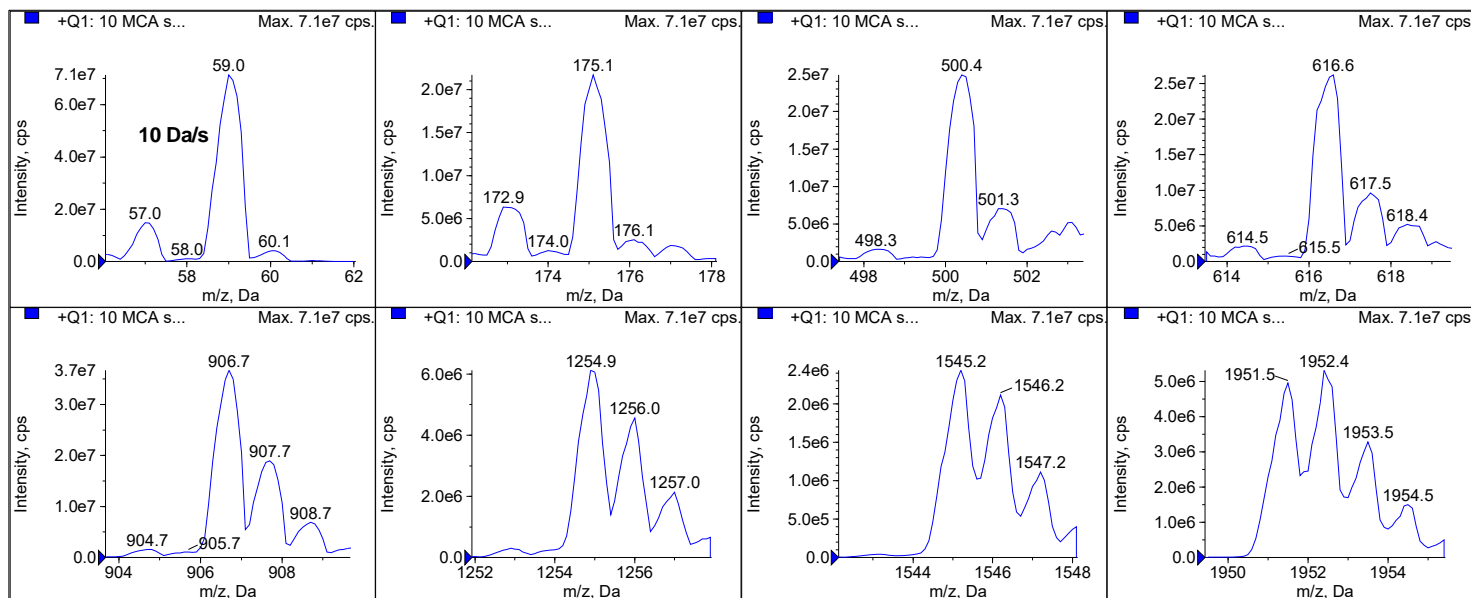 +Q1: 10 MCA s... Max. 7.1e7 cps.
7.1e7
6.0e7
4.0e7
2.0e7
0.0
Intensity, cps
59.0
10 Da/s
57.0
58.0
60.1
58 60 62
m/z, Da
+Q1: 10 MCA s... Max. 7.1e7 cps.
2.0e7
1.5e7
1.0e7
5.0e6
0.0
Intensity, cps
175.1
172.9
174.0
176.1
174 176 178
m/z, Da
+Q1: 10 MCA s... Max. 7.1e7 cps.
2.5e7
2.0e7
1.5e7
1.0e7
5.0e6
0.0
Intensity, cps
500.4
501.3
498.3
498 500 502
m/z, Da
+Q1: 10 MCA s... Max. 7.1e7 cps.
2.5e7
2.0e7
1.5e7
1.0e7
5.0e6
0.0
Intensity, cps
616.6
617.5
618.4
614.5
615.5
614 616 618
m/z, Da
+Q1: 10 MCA s... Max. 7.1e7 cps.
3.7e7
3.0e7
2.0e7
1.0e7
0.0
Intensity, cps
906.7
907.7
908.7
904.7
905.7
904 906 908
m/z, Da
+Q1: 10 MCA s... Max. 7.1e7 cps.
6.0e6
4.0e6
2.0e6
0.0
Intensity, cps
1254.9
1256.0
1257.0
1252 1254 1256
m/z, Da
+Q1: 10 MCA s... Max. 7.1e7 cps.
2.4e6
2.0e6
1.5e6
1.0e6
5.0e5
0.0
Intensity, cps
1545.2
1546.2
1547.2
1544 1546 1548
m/z, Da
+Q1: 10 MCA s... Max. 7.1e7 cps.
5.0e6
4.0e6
3.0e6
2.0e6
1.0e6
0.0
Intensity, cps
1951.5
1952.4
1953.5
1954.5
1950 1952 1954
m/z, Da